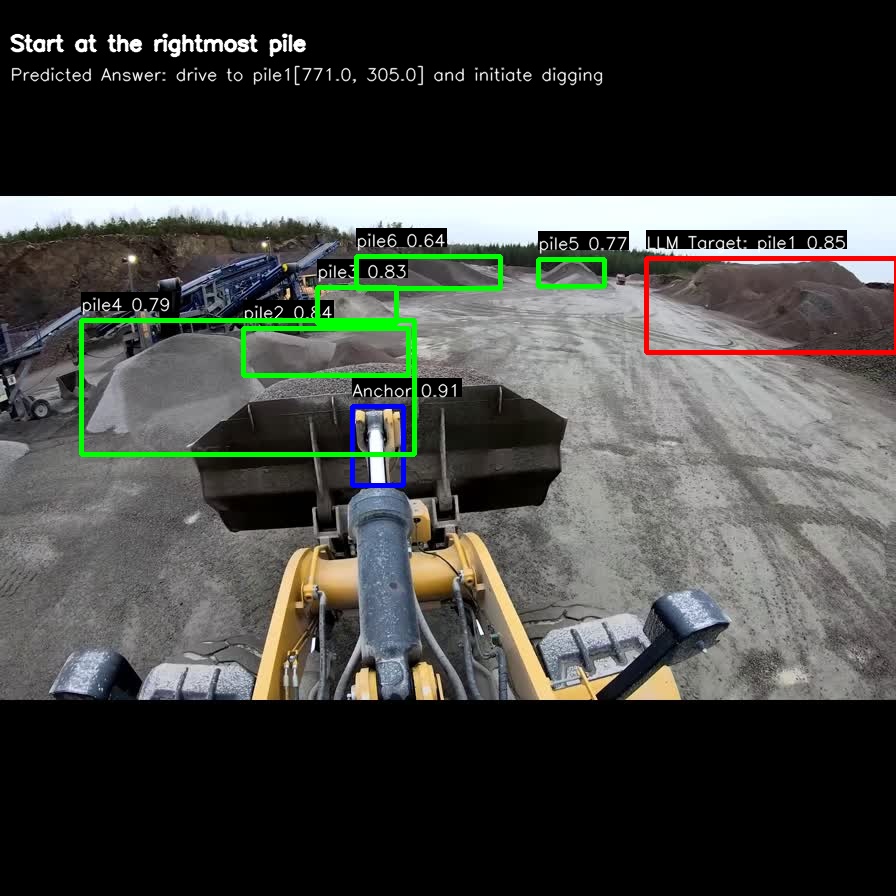 Start at the rightmost pile
Predicted Answer: drive to pile1[771.0, 305.0] and initiate digging
pile6 0.64
pile5 0.77
LLM Target: pile1 0.85
pile3 0.83
pile4 0.79
pile2 0.84
Anchor 0.91